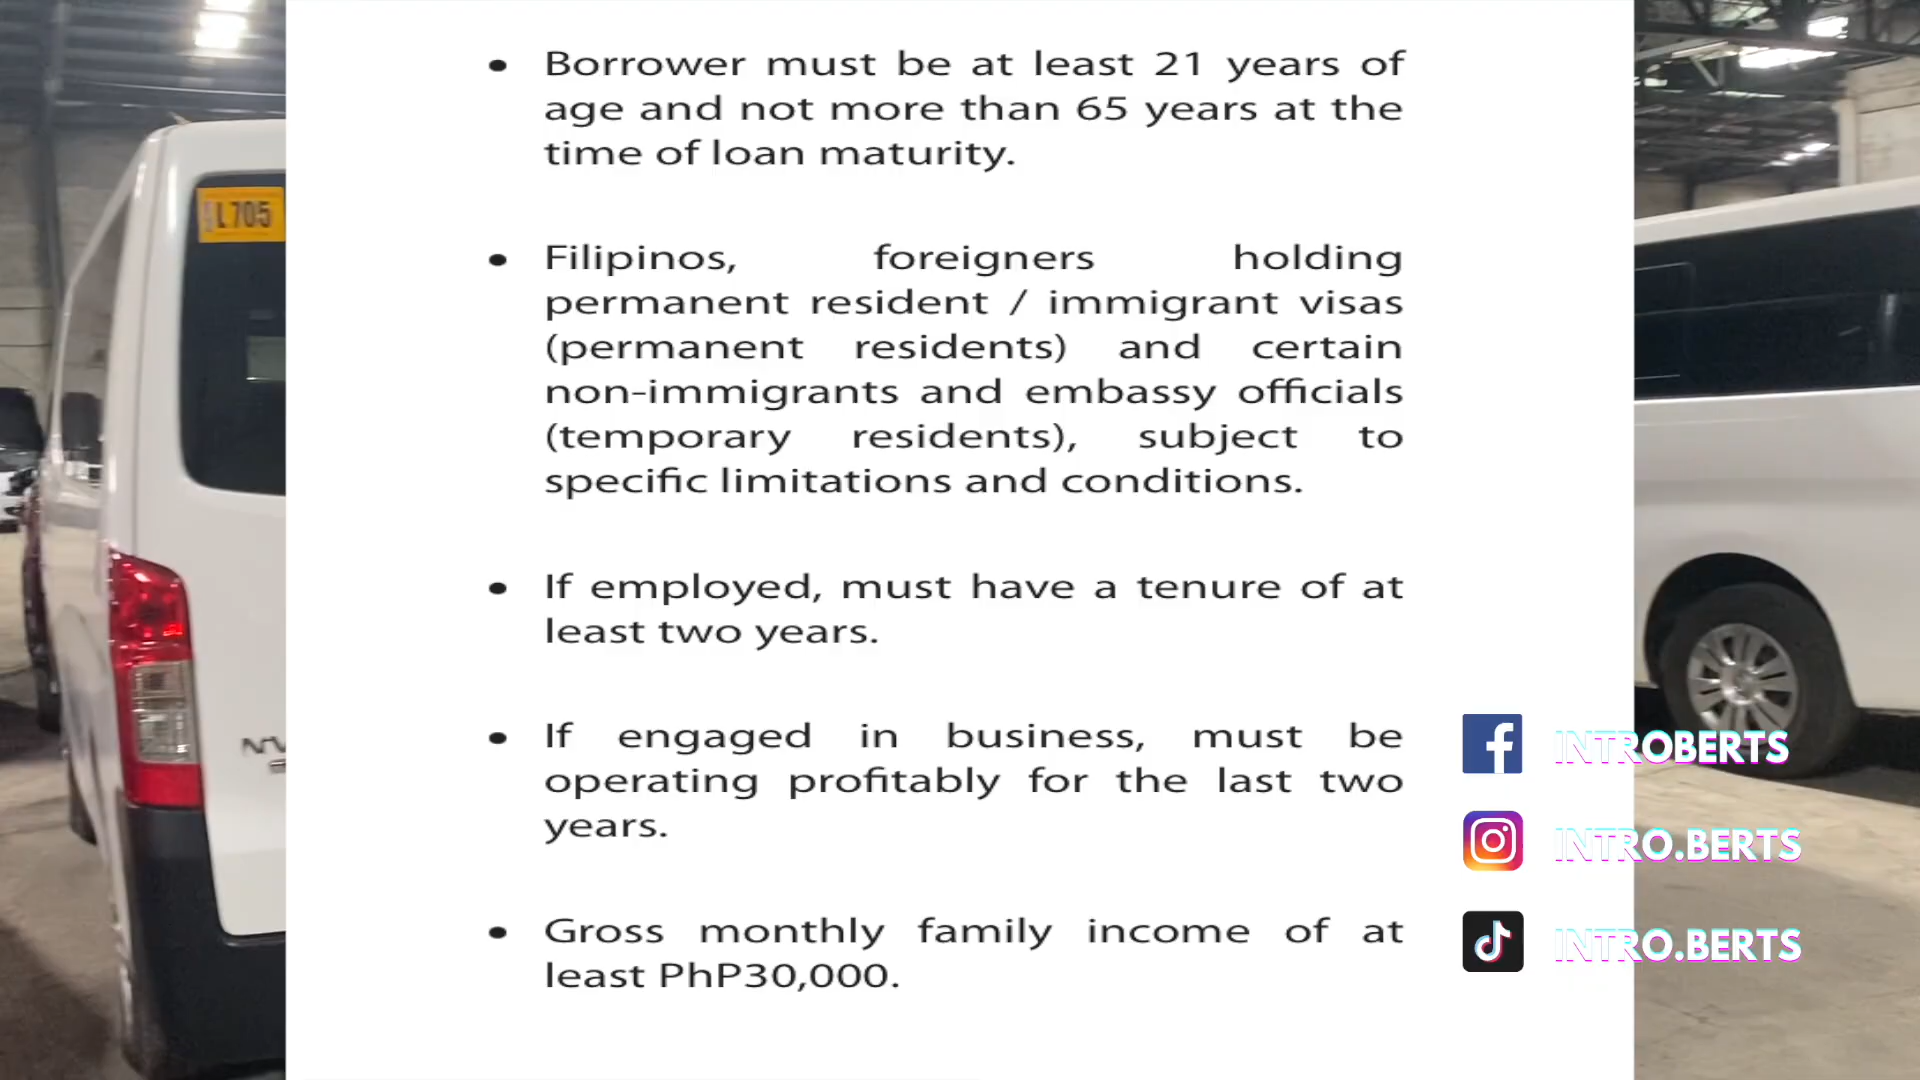 Borrower must be at least 21 years of
age and not more than 65 years at the
time of loan maturity.
Filipinos, foreigners holding
permanent resident / immigrant visas
(permanent residents) and certain
non-immigrants and embassy officials
(temporary residents), subject to
specific limitations and conditions.
If employed, must have a tenure of at
least two years.
If engaged in business, must be
operating profitably for the last two
years.
Gross monthly family income of at
least PhP30,000.
L705
NV
INTROBERTS
INTRO.BERTS
INTRO.BERTS